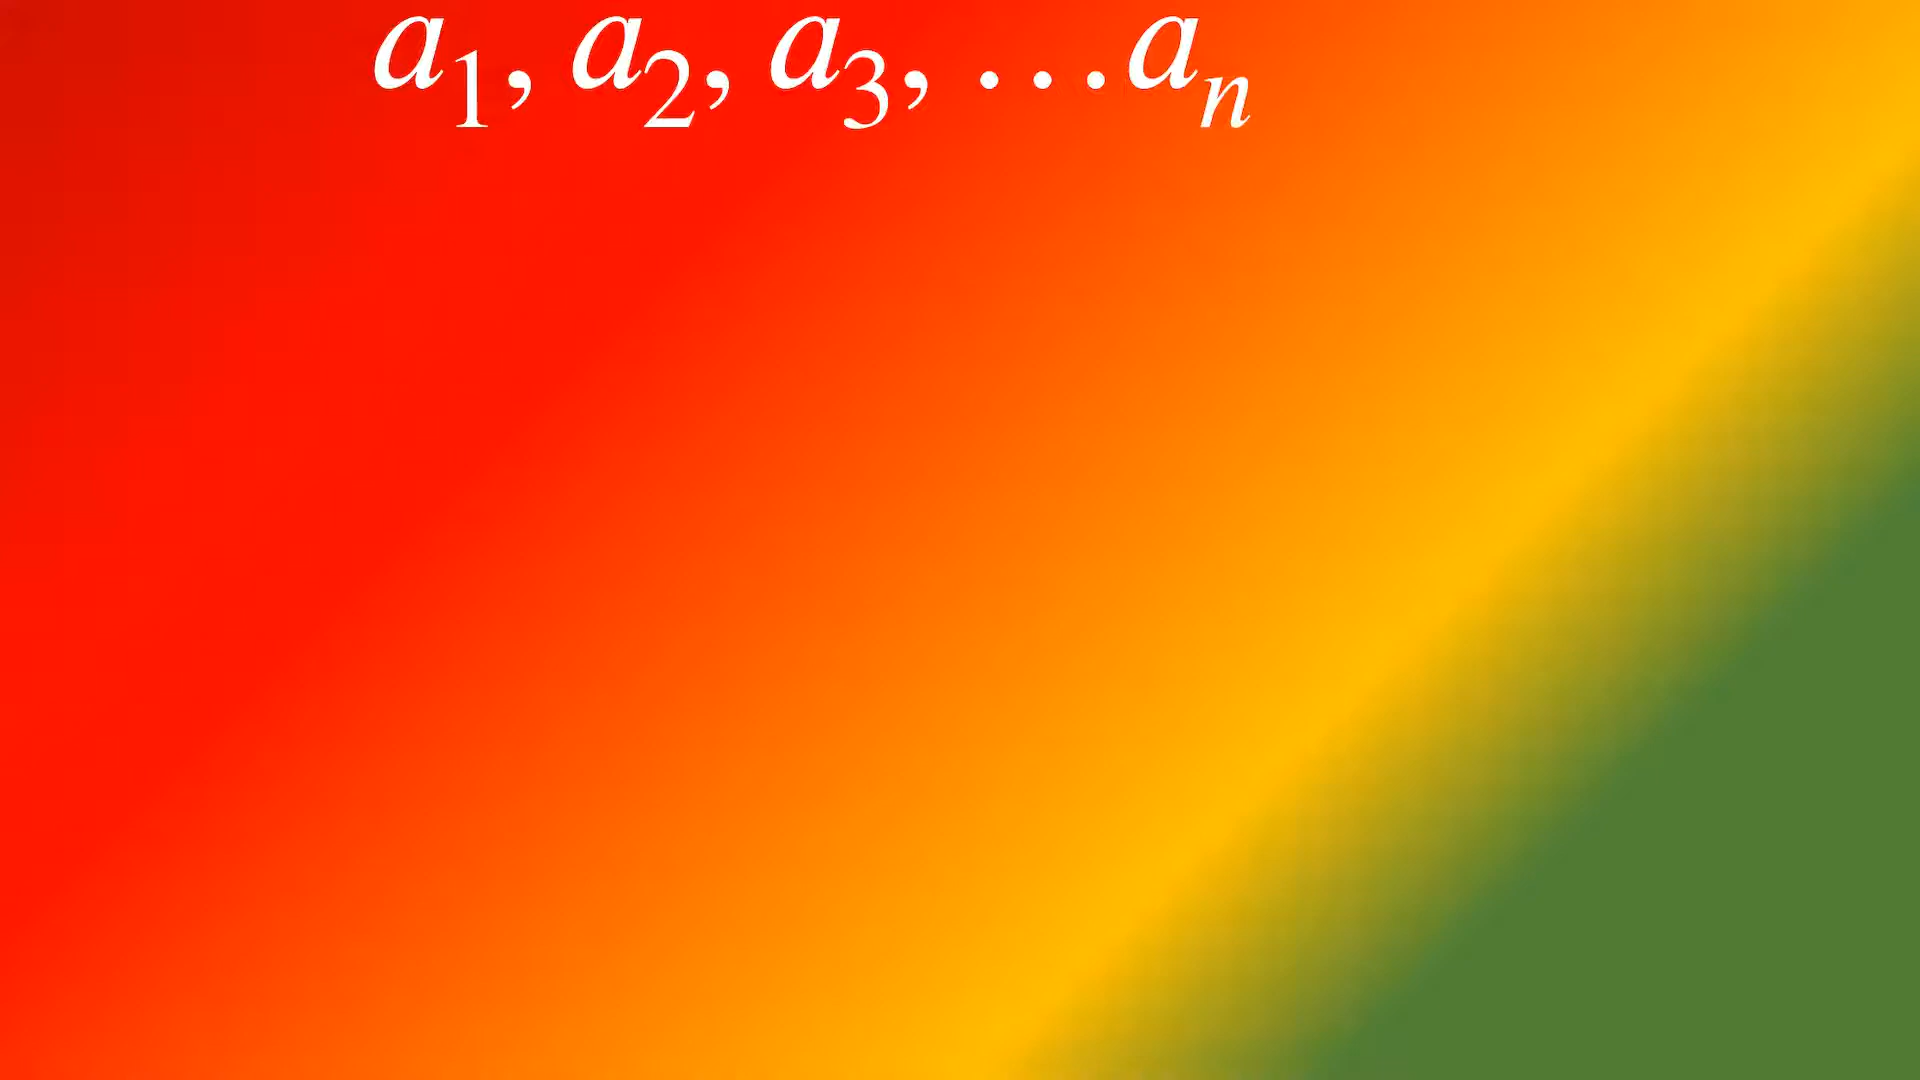 a₁, a₂, a₃, …aₙ